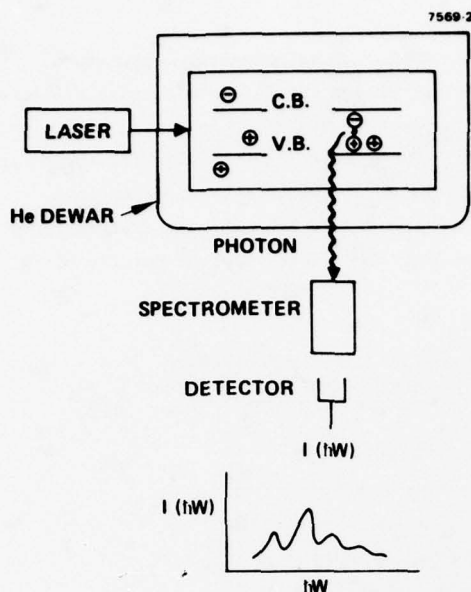 7569-2
C.B.
LASER
V.B.
He DEWAR
PHOTON
SPECTROMETER
DETECTOR
I (ħW)
I (ħW)
ħW